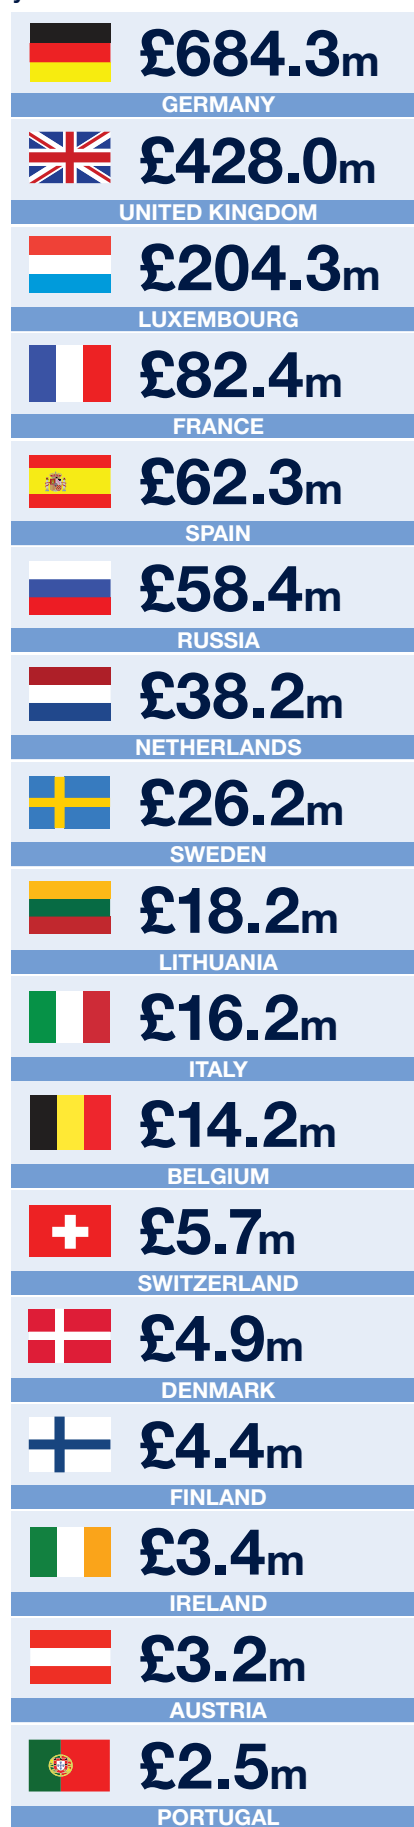 £684.3m
GERMANY
£428.0m
UNITED KINGDOM
£204.3m
LUXEMBOURG
£82.4m
FRANCE
£62.3m
SPAIN
£58.4m
RUSSIA
£38.2m
NETHERLANDS
£26.2m
SWEDEN
£18.2m
LITHUANIA
£16.2m
ITALY
£14.2m
BELGIUM
£5.7m
SWITZERLAND
£4.9m
DENMARK
£4.4m
FINLAND
£3.4m
IRELAND
£3.2m
AUSTRIA
£2.5m
PORTUGAL